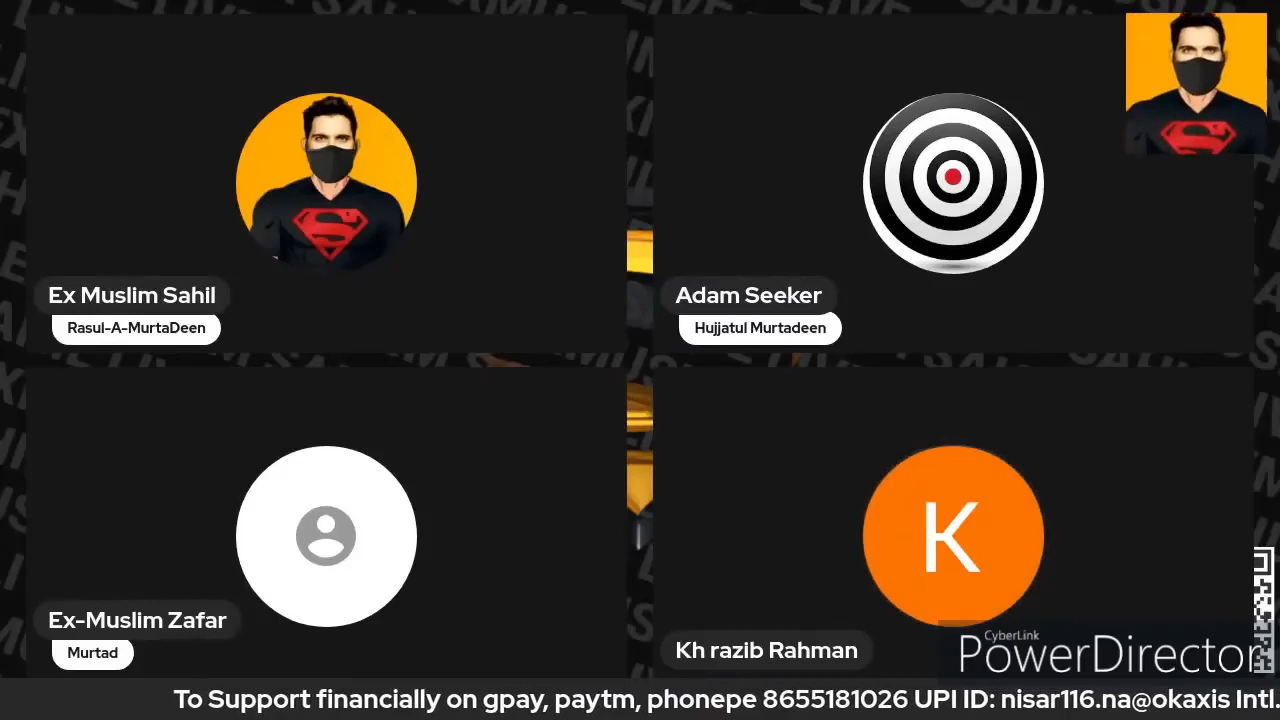 Ex Muslim Sahil
Rasul-A-MurtaDeen
Adam Seeker
Hujjatul Murtadeen
Ex-Muslim Zafar
Murtad
K
Kh razib Rahman
CyberLink
PowerDirector
To Support financially on gpay, paytm, phonepe 8655181026 UPI ID: nisar116.na@okaxis Intl.